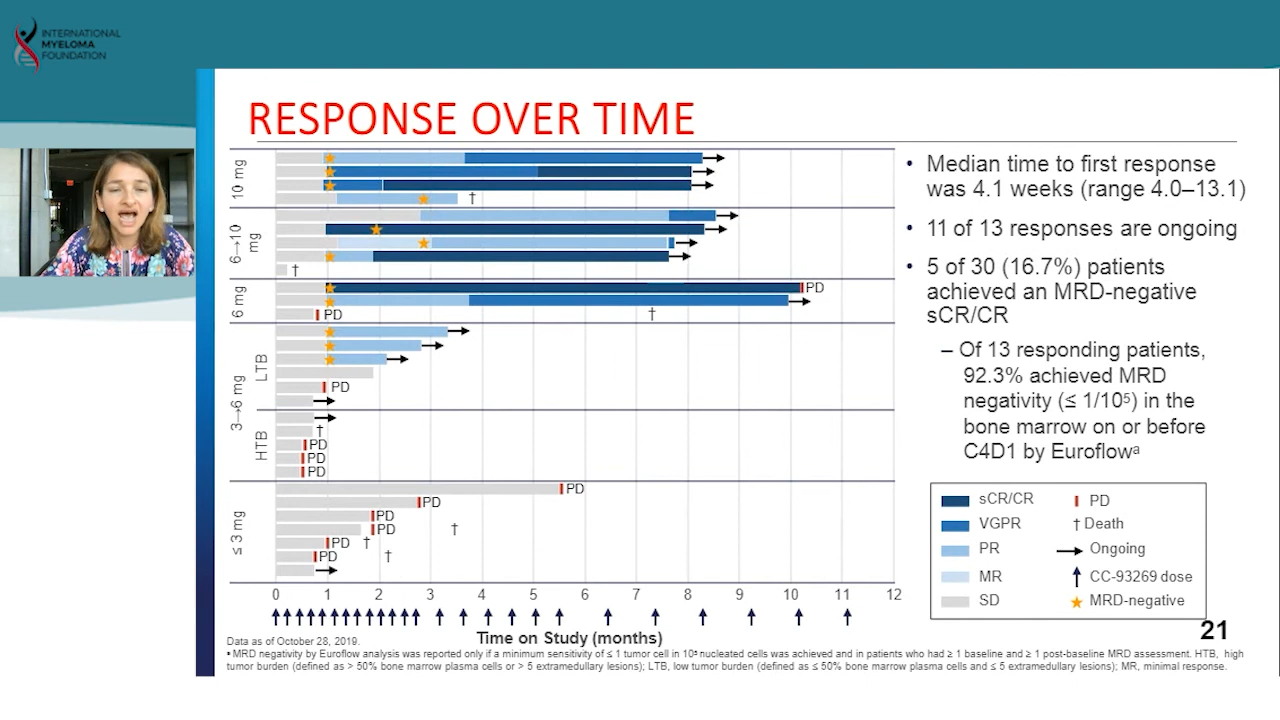 INTERNATIONAL
MYELOMA
FOUNDATION
RESPONSE OVER TIME
10 mg
†
6→10
mg
†
6 mg
PD
PD
†
3→6 mg
LTB
PD
HTB
†
PD
PD
PD
≤ 3 mg
PD
PD
PD
PD
†
PD
†
PD
†
0 1 2 3 4 5 6 7 8 9 10 11 12
Time on Study (months)
• Median time to first response
was 4.1 weeks (range 4.0–13.1)
• 11 of 13 responses are ongoing
• 5 of 30 (16.7%) patients
achieved an MRD-negative
sCR/CR
– Of 13 responding patients,
92.3% achieved MRD
negativity (≤ 1/10⁵) in the
bone marrow on or before
C4D1 by Euroflowᵃ
sCR/CR
VGPR
PR
MR
SD
PD
† Death
Ongoing
CC-93269 dose
MRD-negative
21
Data as of October 28, 2019.
ᵃ MRD negativity by Euroflow analysis was reported only if a minimum sensitivity of ≤ 1 tumor cell in 10⁵ nucleated cells was achieved and in patients who had ≥ 1 baseline and ≥ 1 post-baseline MRD assessment. HTB, high
tumor burden (defined as > 50% bone marrow plasma cells or > 5 extramedullary lesions); LTB, low tumor burden (defined as ≤ 50% bone marrow plasma cells and ≤ 5 extramedullary lesions); MR, minimal response.